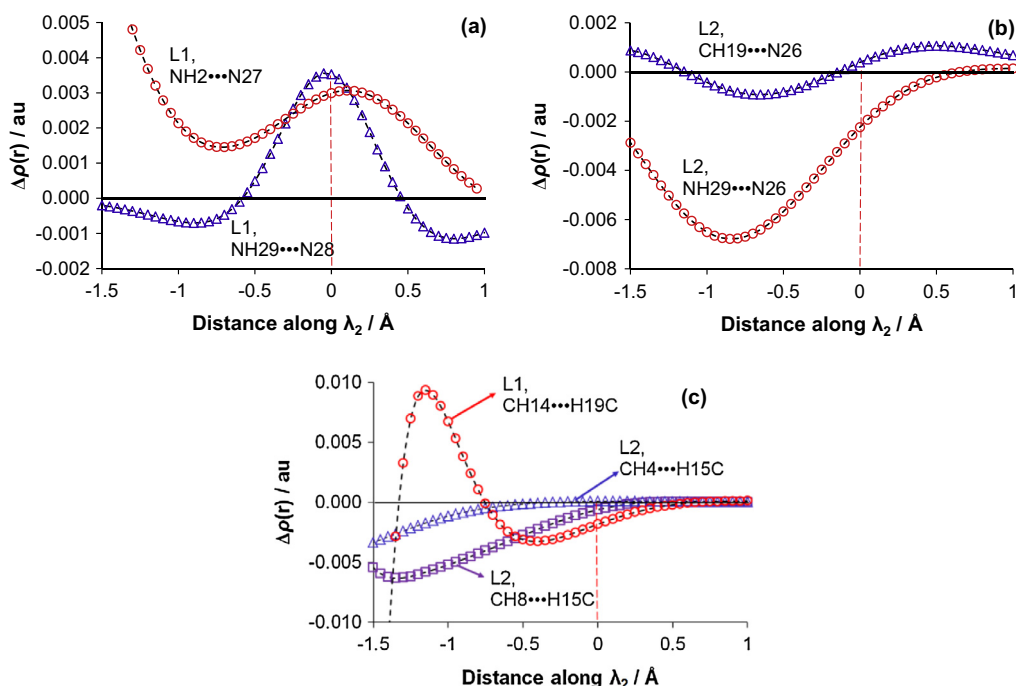 (a)
L1,
NH2•••N27
L1,
NH29•••N28
0.005
0.004
0.003
0.002
0.001
0.000
-0.001
-0.002
-1.5 -1 -0.5 0 0.5 1
Δρ(r) / au
Distance along λ2 / Å
(b)
L2,
CH19•••N26
L2,
NH29•••N26
0.002
0.000
-0.002
-0.004
-0.006
-0.008
-1.5 -1 -0.5 0 0.5 1
Δρ(r) / au
Distance along λ2 / Å
(c)
L1,
CH14•••H19C
L2,
CH4•••H15C
L2,
CH8•••H15C
0.010
0.005
0.000
-0.005
-0.010
-1.5 -1 -0.5 0 0.5 1
Δρ(r) / au
Distance along λ2 / Å